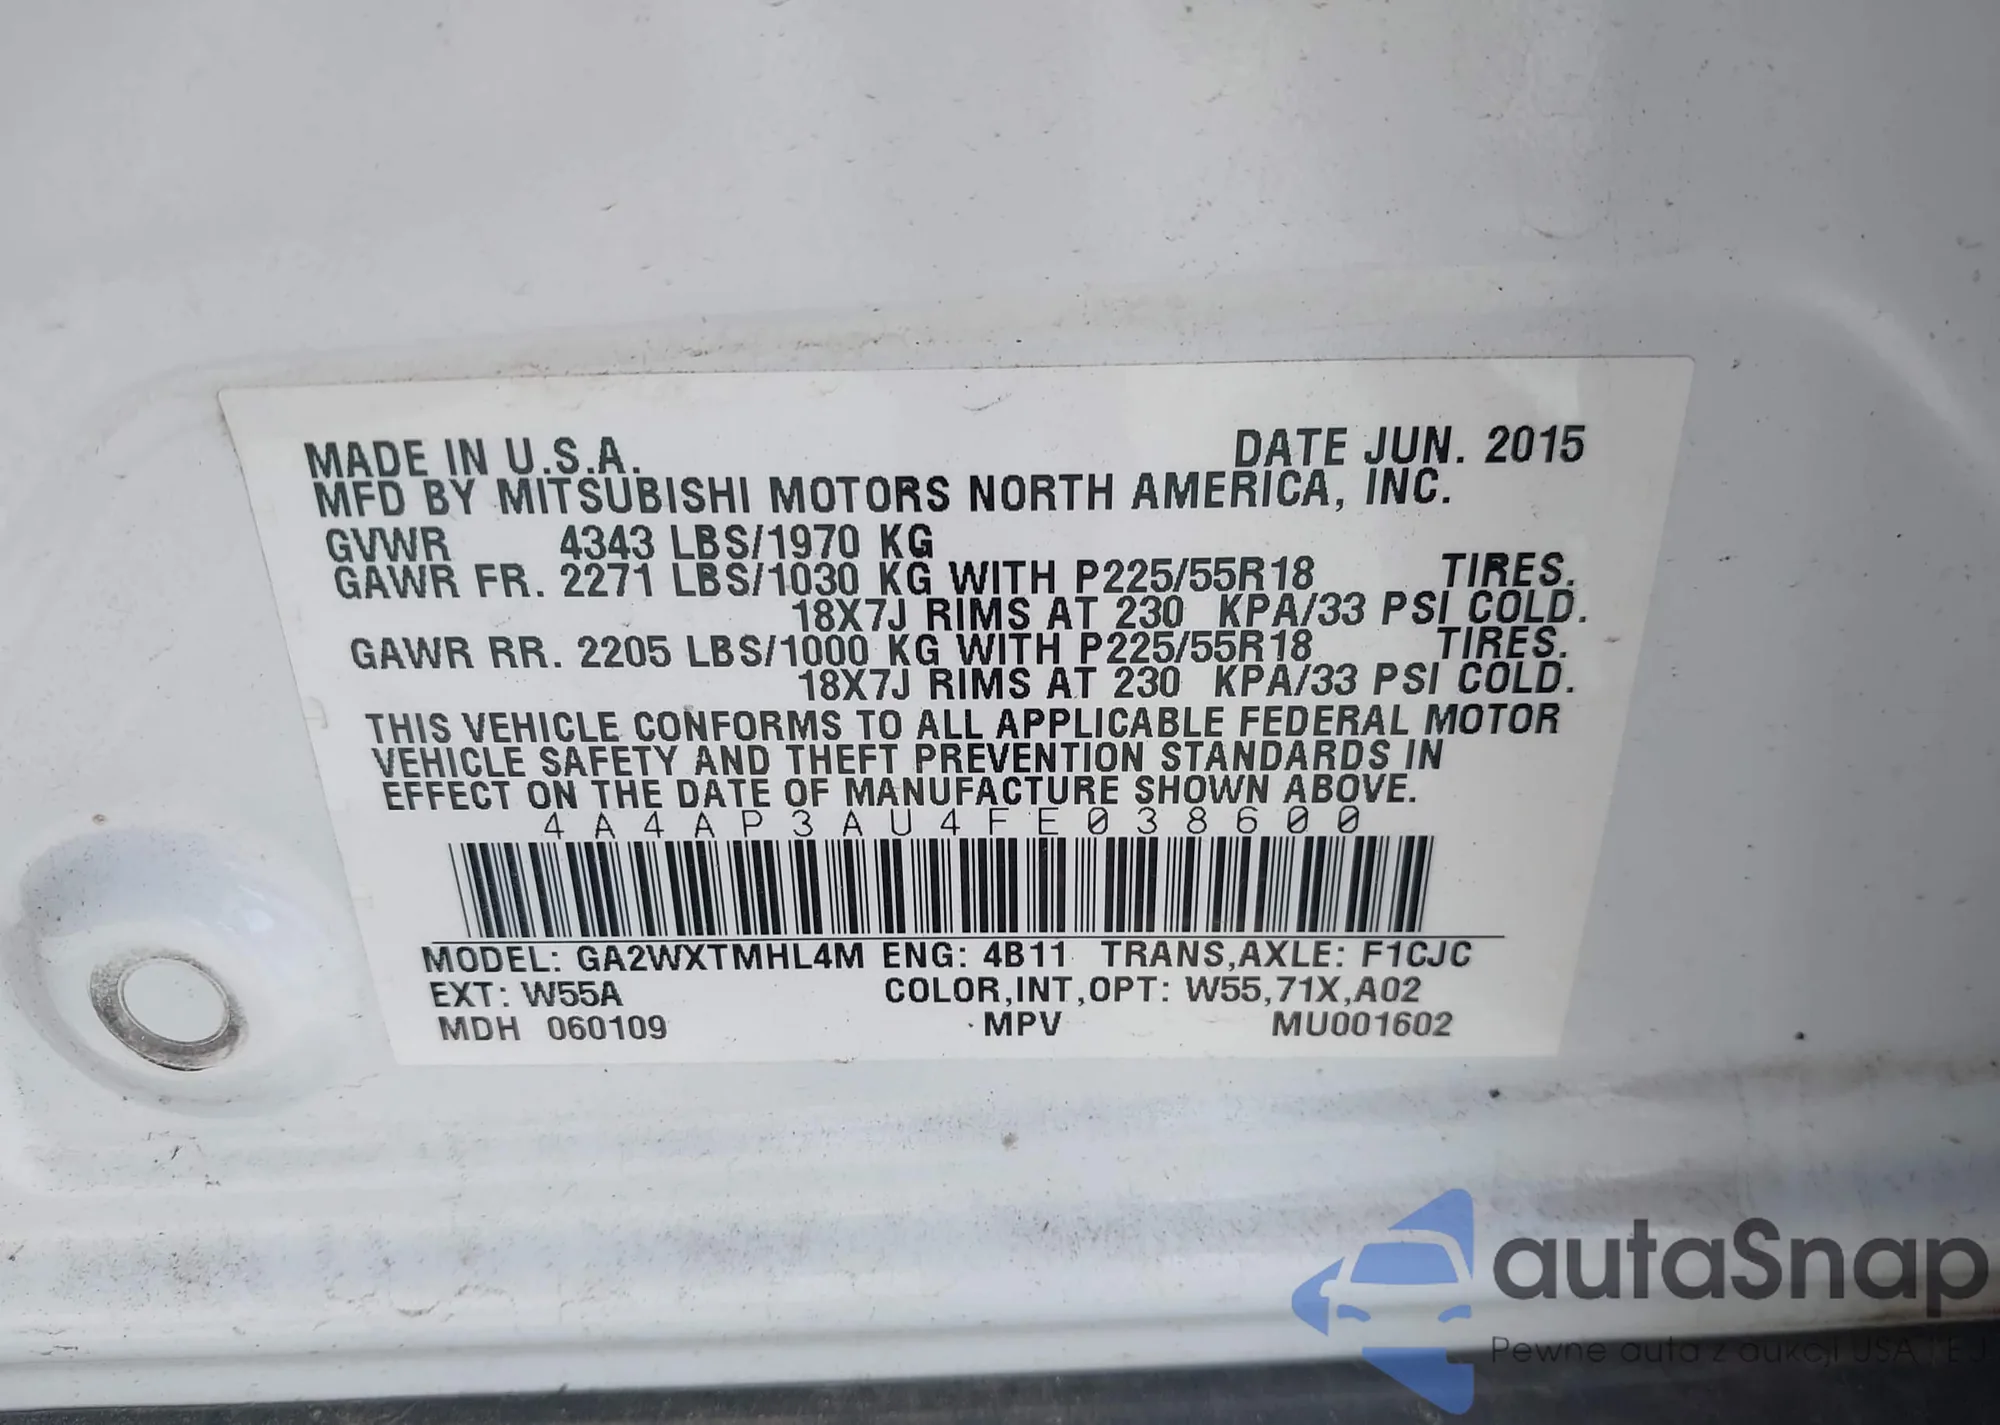 MADE IN U.S.A. DATE JUN. 2015
MFD BY MITSUBISHI MOTORS NORTH AMERICA, INC.
GVWR 4343 LBS/1970 KG
GAWR FR. 2271 LBS/1030 KG WITH P225/55R18 TIRES.
18X7J RIMS AT 230 KPA/33 PSI COLD.
GAWR RR. 2205 LBS/1000 KG WITH P225/55R18 TIRES.
18X7J RIMS AT 230 KPA/33 PSI COLD.
THIS VEHICLE CONFORMS TO ALL APPLICABLE FEDERAL MOTOR
VEHICLE SAFETY AND THEFT PREVENTION STANDARDS IN
EFFECT ON THE DATE OF MANUFACTURE SHOWN ABOVE.
4A4AP3AU4FE038600
MODEL: GA2WXTMHL4M ENG: 4B11 TRANS,AXLE: F1CJC
EXT: W55A COLOR,INT,OPT: W55,71X,A02
MDH 060109 MPV MU001602
autaSnap
Pewne auta z aukcji USA i EU